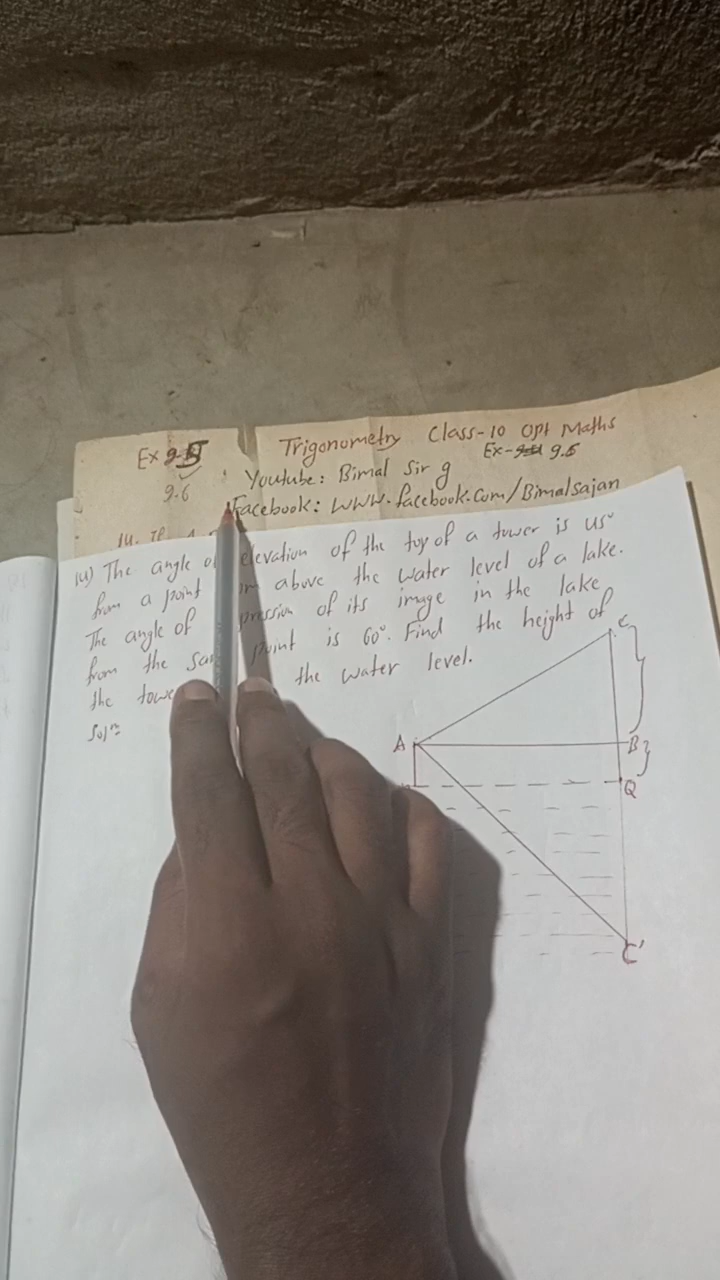 Ex 9.5
9.6
Trigonometry Class-10 Opt Maths
Ex- 9.5
Youtube: Bimal Sir g
Facebook: www.facebook.com/Bimalsajan
14) The angle of elevation of the top of a tower is 45°
from a point m above the water level of a lake.
The angle of pression of its image in the lake
from the sa point is 60°. Find the height of
the towe the water level.
Solⁿ
C
A
B
Q
C'